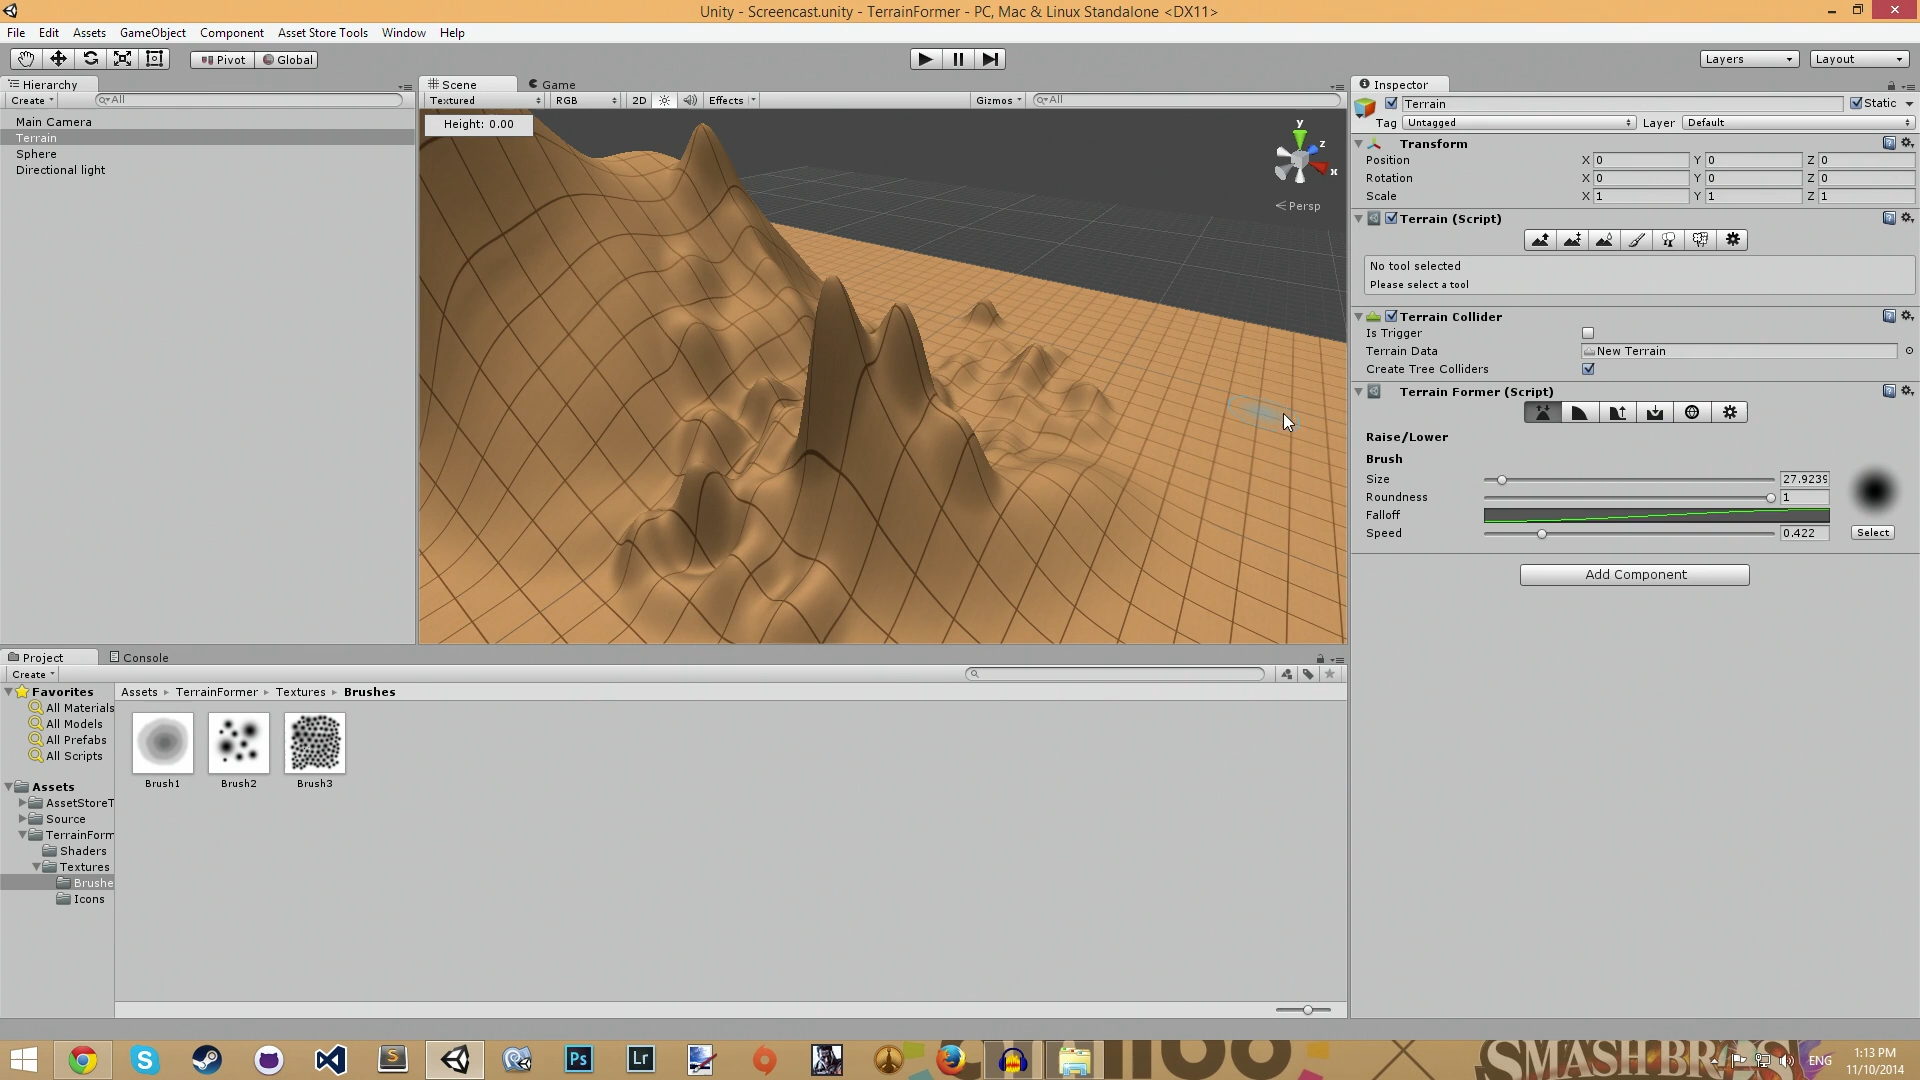 Unity - Screencast.unity - TerrainFormer - PC, Mac & Linux Standalone <DX11>
File Edit Assets GameObject Component Asset Store Tools Window Help
Pivot Global
Layers Layout
Hierarchy
Create All
Main Camera
Terrain
Sphere
Directional light
Scene Game
Textured RGB 2D Effects Gizmos All
Height: 0.00
y
z
x
Persp
Inspector
Terrain Static
Tag Untagged Layer Default
Transform
Position X 0 Y 0 Z 0
Rotation X 0 Y 0 Z 0
Scale X 1 Y 1 Z 1
Terrain (Script)
No tool selected
Please select a tool
Terrain Collider
Is Trigger
Terrain Data New Terrain
Create Tree Colliders
Terrain Former (Script)
Raise/Lower
Brush
Size 27.9239
Roundness 1
Falloff
Speed 0.422 Select
Add Component
Project Console
Create
Favorites
All Materials
All Models
All Prefabs
All Scripts
Assets
AssetStoreT
Source
TerrainForm
Shaders
Textures
Brushe
Icons
Assets TerrainFormer Textures Brushes
Brush1 Brush2 Brush3
Ps Lr
SMASH BROS
ENG
1:13 PM
11/10/2014